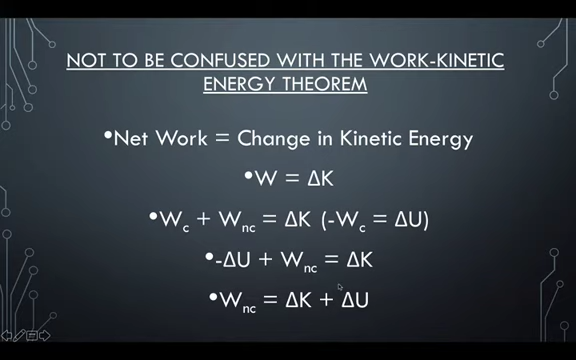 NOT TO BE CONFUSED WITH THE WORK-KINETIC
ENERGY THEOREM
•Net Work = Change in Kinetic Energy
•W = ΔK
•Wc + Wnc = ΔK (-Wc = ΔU)
•-ΔU + Wnc = ΔK
•Wnc = ΔK + ΔU